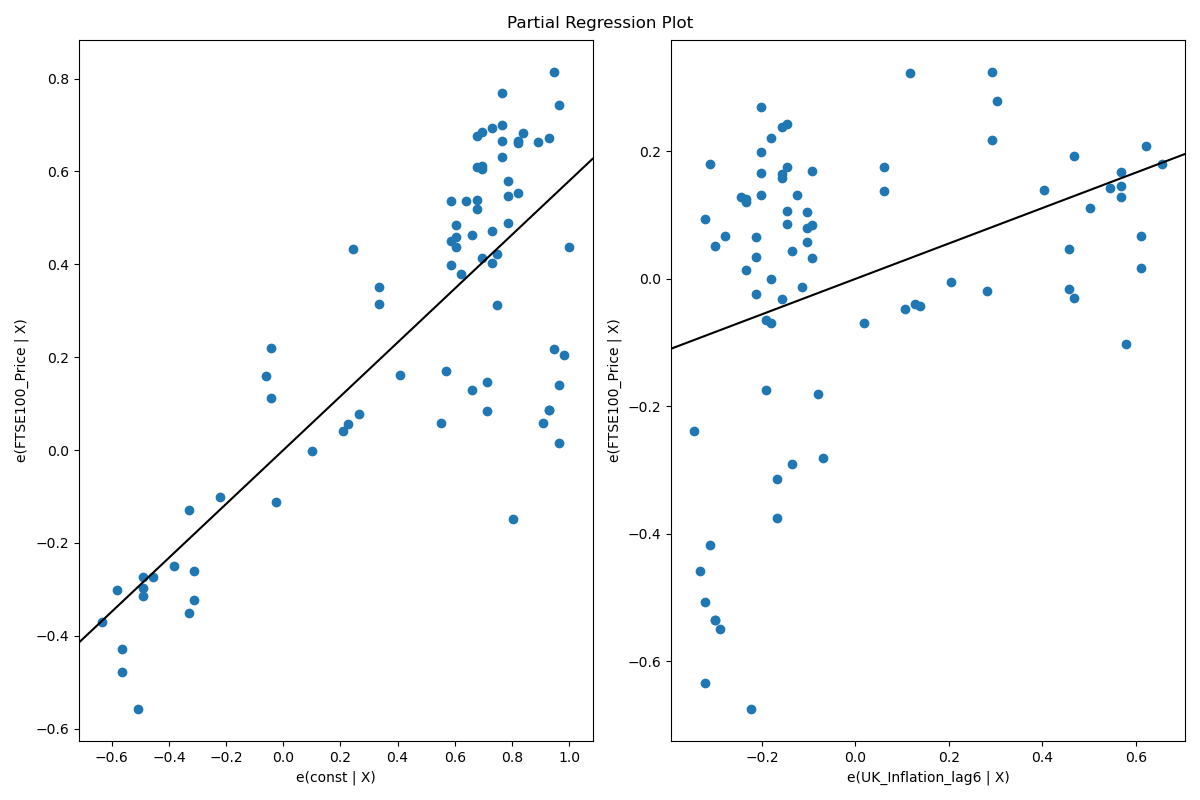 Partial Regression Plot
e(FTSE100_Price | X)
0.8
0.6
0.4
0.2
0.0
−0.2
−0.4
−0.6
−0.6 −0.4 −0.2 0.0 0.2 0.4 0.6 0.8 1.0
e(const | X)
e(FTSE100_Price | X)
0.2
0.0
−0.2
−0.4
−0.6
−0.2 0.0 0.2 0.4 0.6
e(UK_Inflation_lag6 | X)